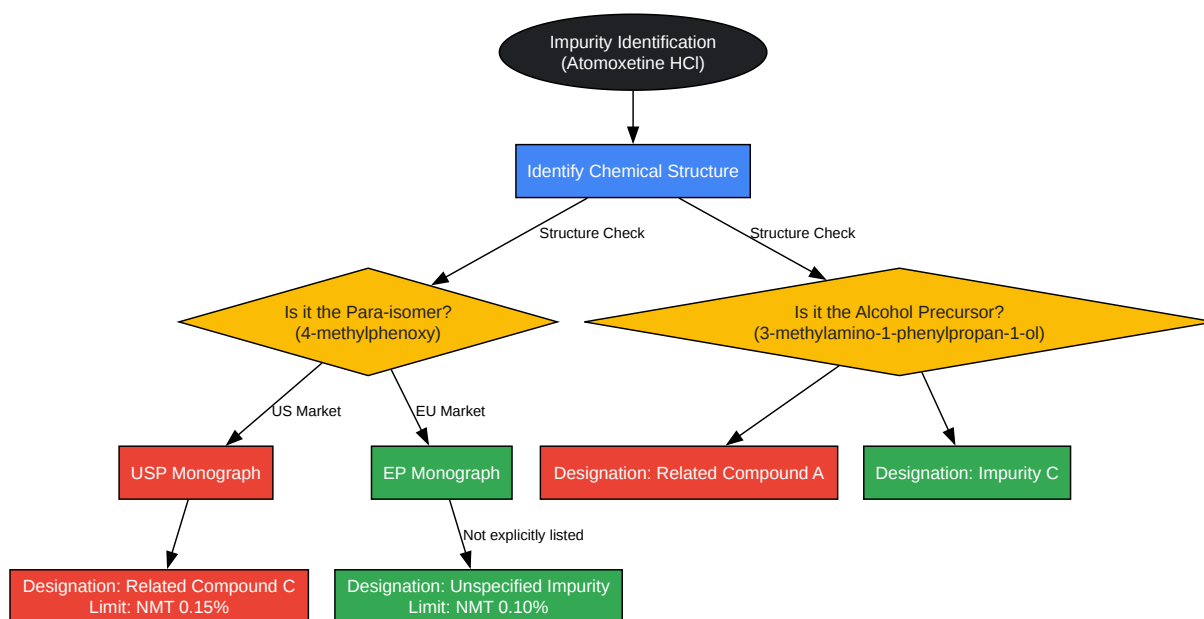 Impurity Identification
(Atomoxetine HCl)
Identify Chemical Structure
Structure Check
Structure Check
Is it the Para-isomer?
(4-methylphenoxy)
Is it the Alcohol Precursor?
(3-methylamino-1-phenylpropan-1-ol)
US Market
EU Market
USP Monograph
EP Monograph
Designation: Related Compound A
Designation: Impurity C
Not explicitly listed
Designation: Related Compound C
Limit: NMT 0.15%
Designation: Unspecified Impurity
Limit: NMT 0.10%